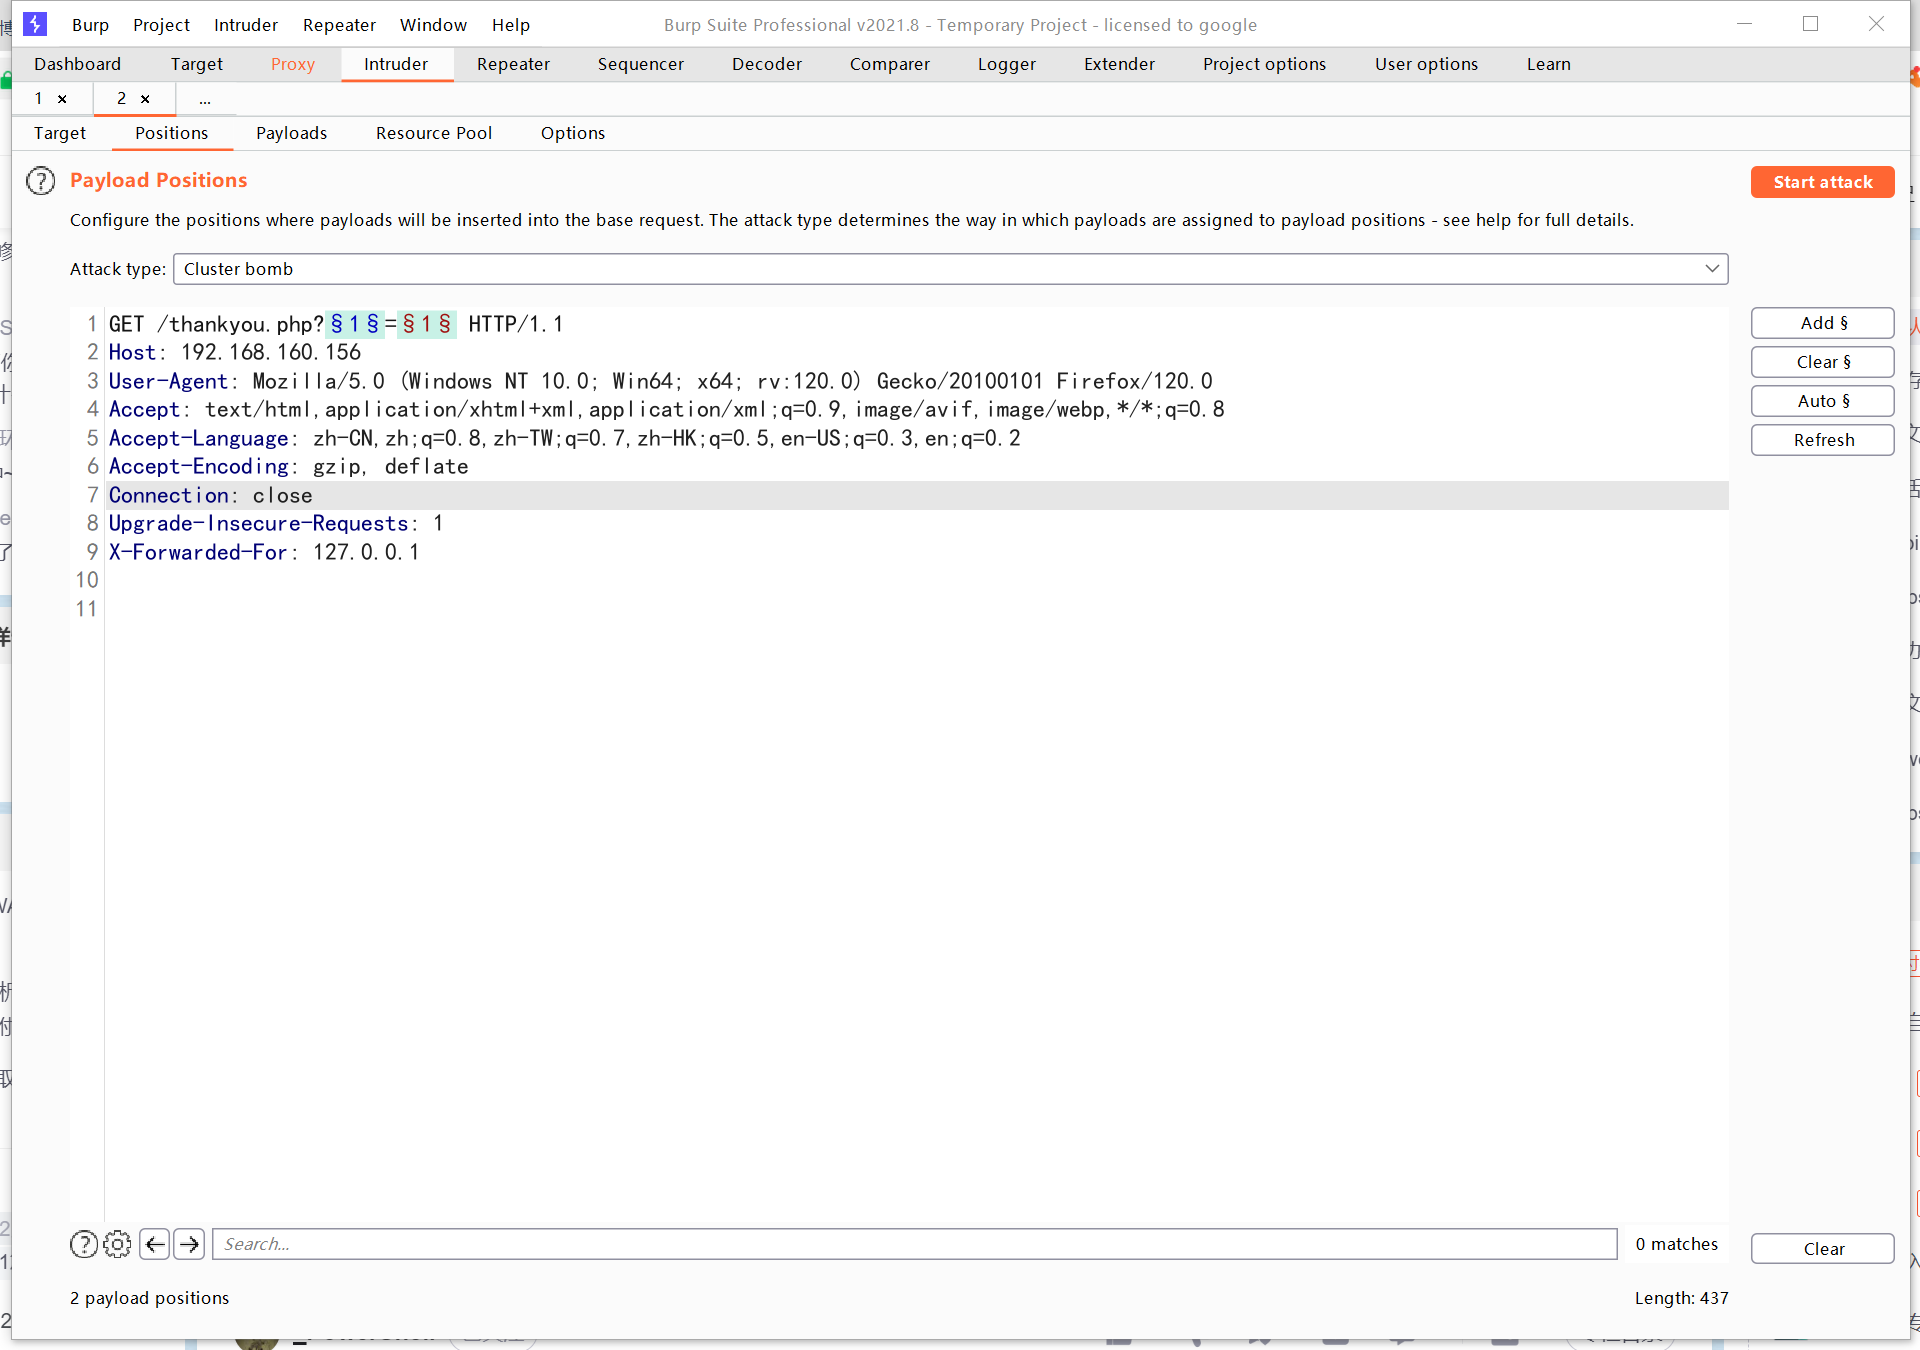 Burp Project Intruder Repeater Window Help Burp Suite Professional v2021.8 - Temporary Project - licensed to google
Dashboard Target Proxy Intruder Repeater Sequencer Decoder Comparer Logger Extender Project options User options Learn
1 × 2 × ...
Target Positions Payloads Resource Pool Options
? Payload Positions Start attack
Configure the positions where payloads will be inserted into the base request. The attack type determines the way in which payloads are assigned to payload positions - see help for full details.
Attack type: Cluster bomb
1 GET /thankyou.php?§1§=§1§ HTTP/1.1 Add §
2 Host: 192.168.160.156
3 User-Agent: Mozilla/5.0 (Windows NT 10.0; Win64; x64; rv:120.0) Gecko/20100101 Firefox/120.0 Clear §
4 Accept: text/html,application/xhtml+xml,application/xml;q=0.9,image/avif,image/webp,*/*;q=0.8 Auto §
5 Accept-Language: zh-CN,zh;q=0.8,zh-TW;q=0.7,zh-HK;q=0.5,en-US;q=0.3,en;q=0.2 Refresh
6 Accept-Encoding: gzip, deflate
7 Connection: close
8 Upgrade-Insecure-Requests: 1
9 X-Forwarded-For: 127.0.0.1
10
11
? Search... 0 matches Clear
2 payload positions Length: 437